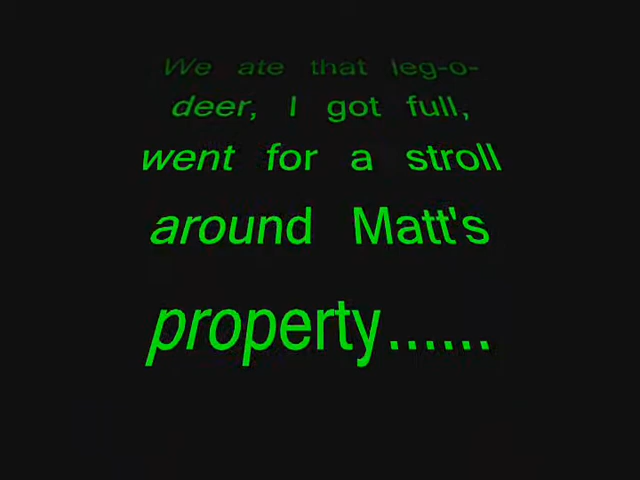 We ate that leg-o-
deer, I got full,
went for a stroll
around Matt's
property......